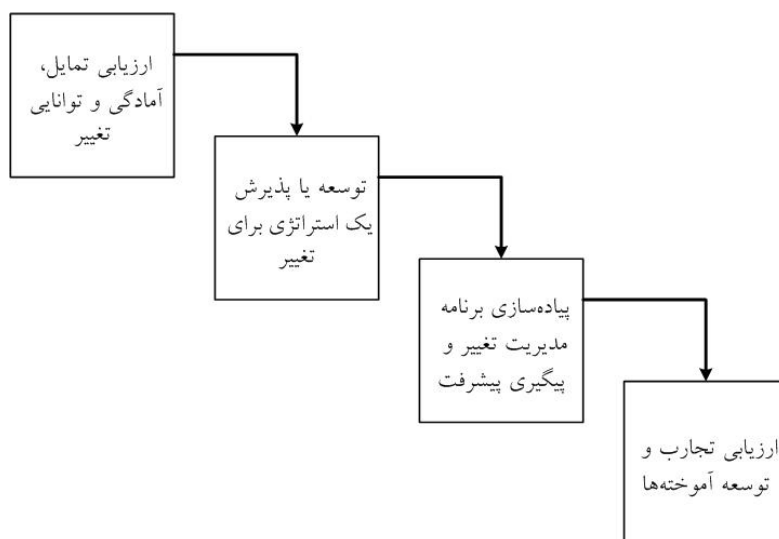 ارزیابی تمایل،
آمادگی و توانایی
تغییر
توسعه یا پذیرش
یک استراتژی برای
تغییر
پیاده‌سازی برنامه
مدیریت تغییر و
پیگیری پیشرفت
ارزیابی تجارب و
توسعه آموخته‌ها